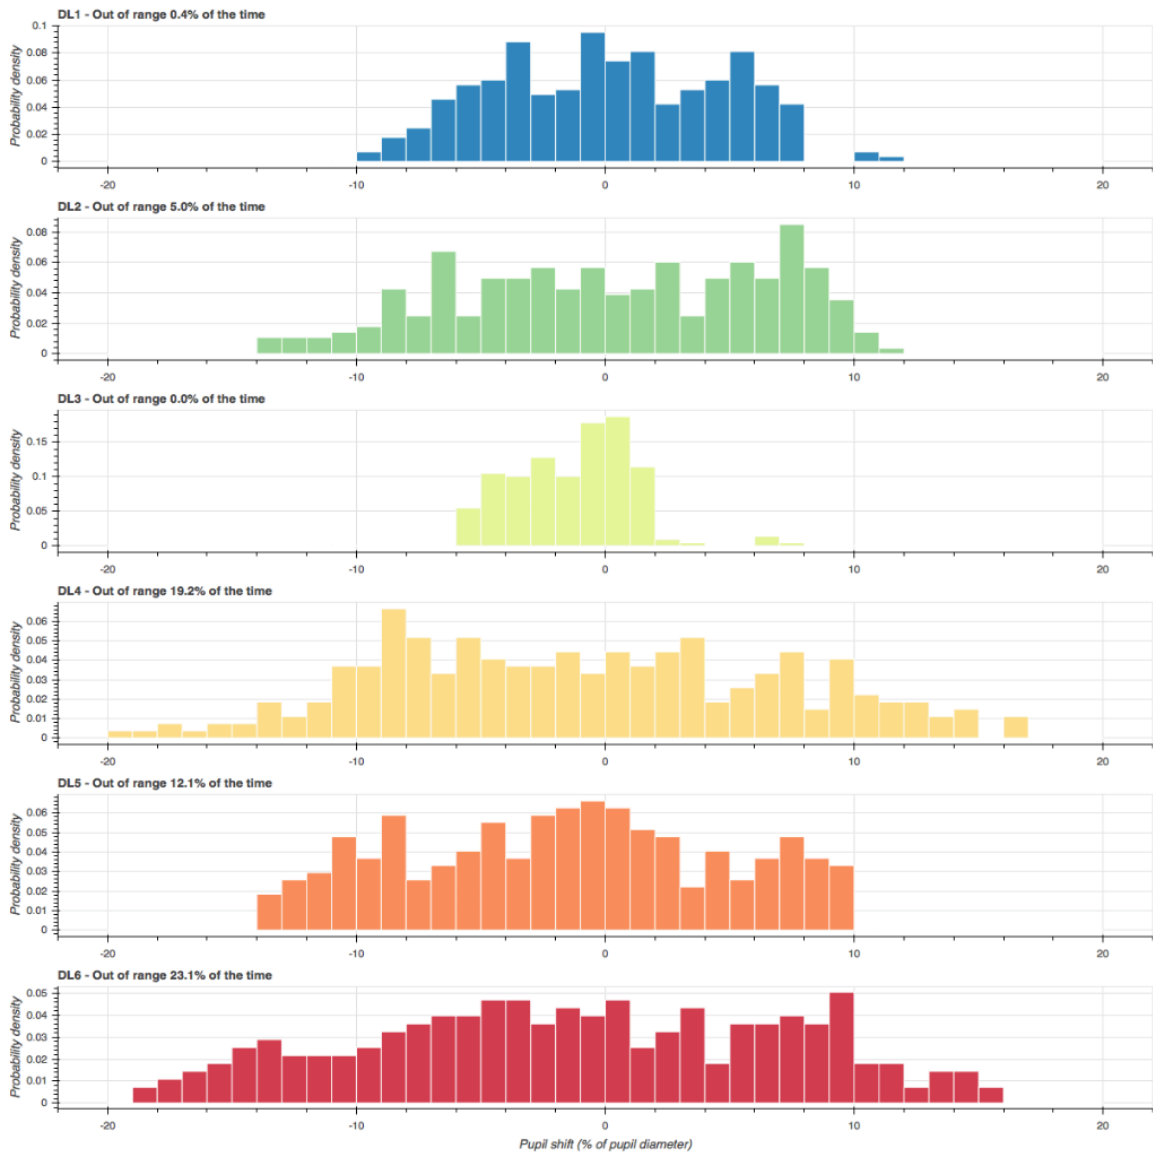 DL1 - Out of range 0.4% of the time
Probability density
0.1
0.08
0.06
0.04
0.02
0
-20 -10 0 10 20
DL2 - Out of range 5.0% of the time
Probability density
0.08
0.06
0.04
0.02
0
-20 -10 0 10 20
DL3 - Out of range 0.0% of the time
Probability density
0.15
0.1
0.05
0
-20 -10 0 10 20
DL4 - Out of range 19.2% of the time
Probability density
0.06
0.05
0.04
0.03
0.02
0.01
0
-20 -10 0 10 20
DL5 - Out of range 12.1% of the time
Probability density
0.06
0.05
0.04
0.03
0.02
0.01
0
-20 -10 0 10 20
DL6 - Out of range 23.1% of the time
Probability density
0.05
0.04
0.03
0.02
0.01
0
-20 -10 0 10 20
Pupil shift (% of pupil diameter)